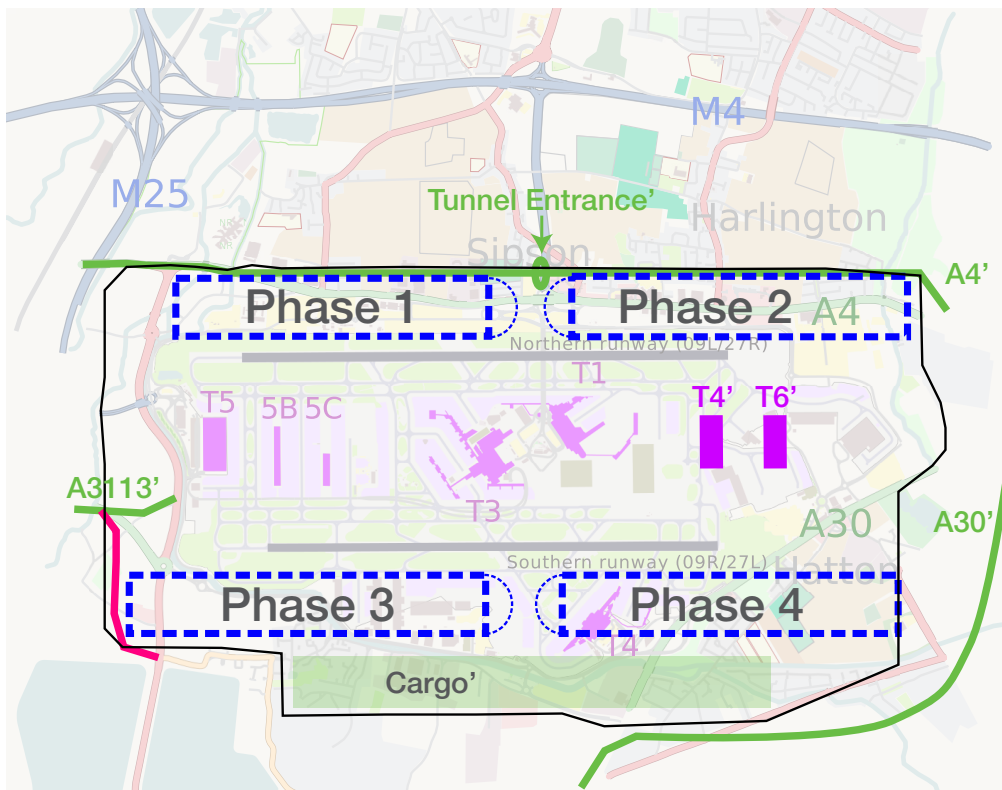 M4
M25
Tunnel Entrance’
Harlington
Sipson
A4’
Phase 1
Phase 2
A4
Northern runway (09L/27R)
T1
T5
5B
5C
T4’
T6’
A3113’
T3
A30
A30’
Southern runway (09R/27L)
Hatton
Phase 3
Phase 4
T4
Cargo’